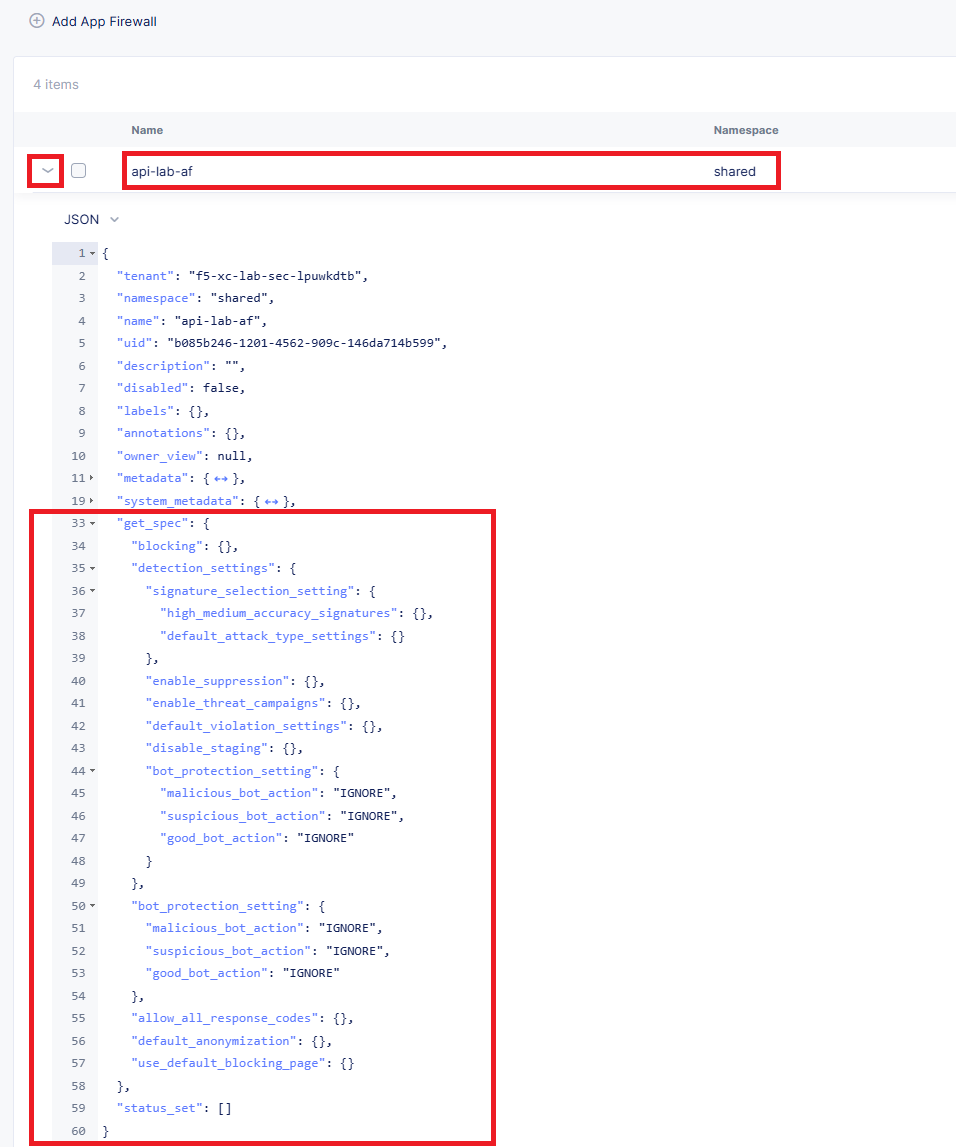 Add App Firewall
4 items
Name Namespace
api-lab-af shared
JSON
1 {
2 "tenant": "f5-xc-lab-sec-lpuwkdtb",
3 "namespace": "shared",
4 "name": "api-lab-af",
5 "uid": "b085b246-1201-4562-909c-146da714b599",
6 "description": "",
7 "disabled": false,
8 "labels": {},
9 "annotations": {},
10 "owner_view": null,
11 "metadata": {↔},
19 "system_metadata": {↔},
33 "get_spec": {
34 "blocking": {},
35 "detection_settings": {
36 "signature_selection_setting": {
37 "high_medium_accuracy_signatures": {},
38 "default_attack_type_settings": {}
39 },
40 "enable_suppression": {},
41 "enable_threat_campaigns": {},
42 "default_violation_settings": {},
43 "disable_staging": {},
44 "bot_protection_setting": {
45 "malicious_bot_action": "IGNORE",
46 "suspicious_bot_action": "IGNORE",
47 "good_bot_action": "IGNORE"
48 }
49 },
50 "bot_protection_setting": {
51 "malicious_bot_action": "IGNORE",
52 "suspicious_bot_action": "IGNORE",
53 "good_bot_action": "IGNORE"
54 },
55 "allow_all_response_codes": {},
56 "default_anonymization": {},
57 "use_default_blocking_page": {}
58 },
59 "status_set": []
60 }